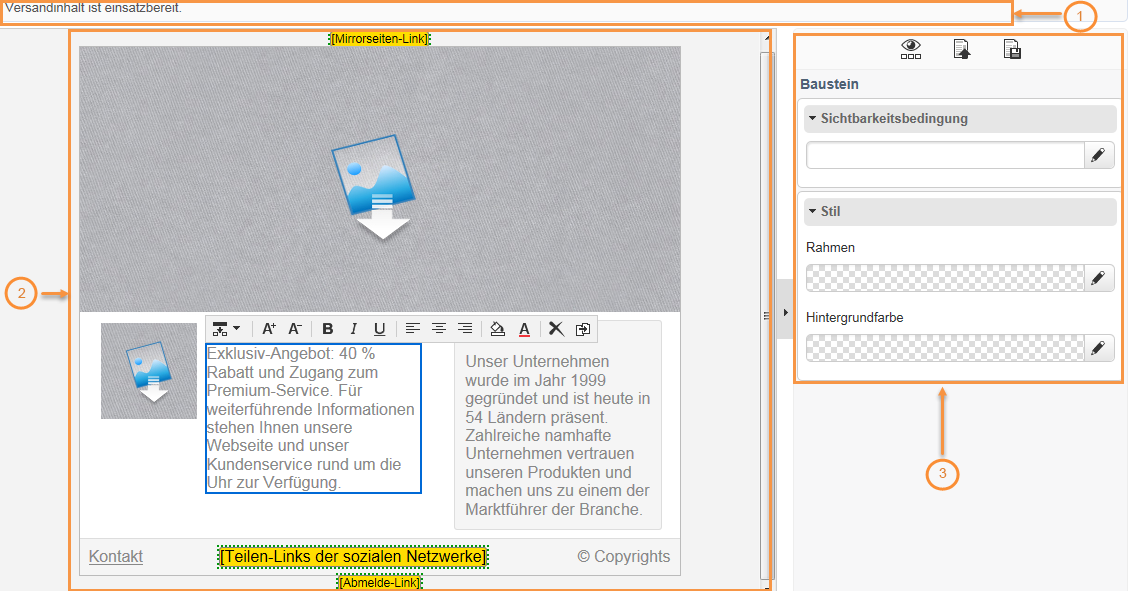 Versandinhalt ist einsatzbereit.
1
[Mirrorseiten-Link]
Baustein
Sichtbarkeitsbedingung
Stil
Rahmen
Hintergrundfarbe
2
3
A+ A- B I U A
Exklusiv-Angebot: 40 %
Rabatt und Zugang zum
Premium-Service. Für
weiterführende Informationen
stehen Ihnen unsere
Webseite und unser
Kundenservice rund um die
Uhr zur Verfügung.
Unser Unternehmen
wurde im Jahr 1999
gegründet und ist heute in
54 Ländern präsent.
Zahlreiche namhafte
Unternehmen vertrauen
unseren Produkten und
machen uns zu einem der
Marktführer der Branche.
Kontakt
[Teilen-Links der sozialen Netzwerke]
© Copyrights
[Abmelde-Link]